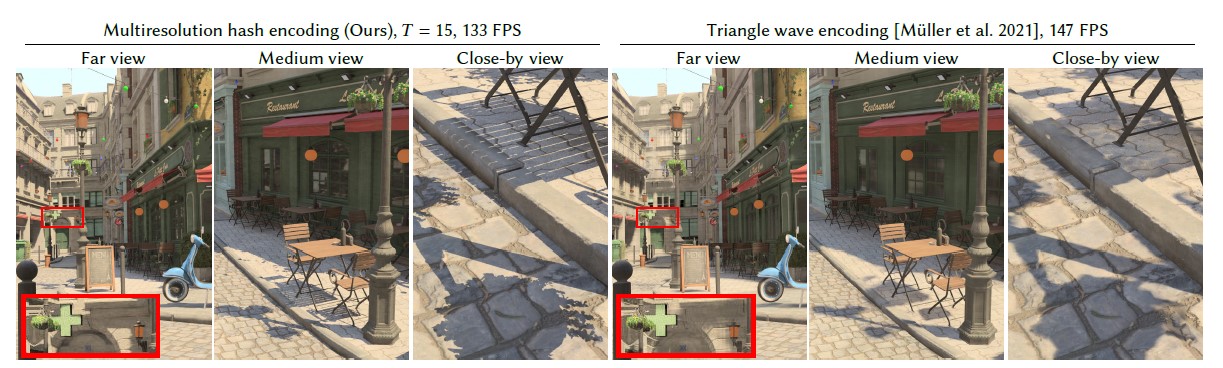 Multiresolution hash encoding (Ours), T = 15, 133 FPS
Far view
Medium view
Close-by view
Restaurant
Triangle wave encoding [Müller et al. 2021], 147 FPS
Far view
Medium view
Close-by view
Restaurant